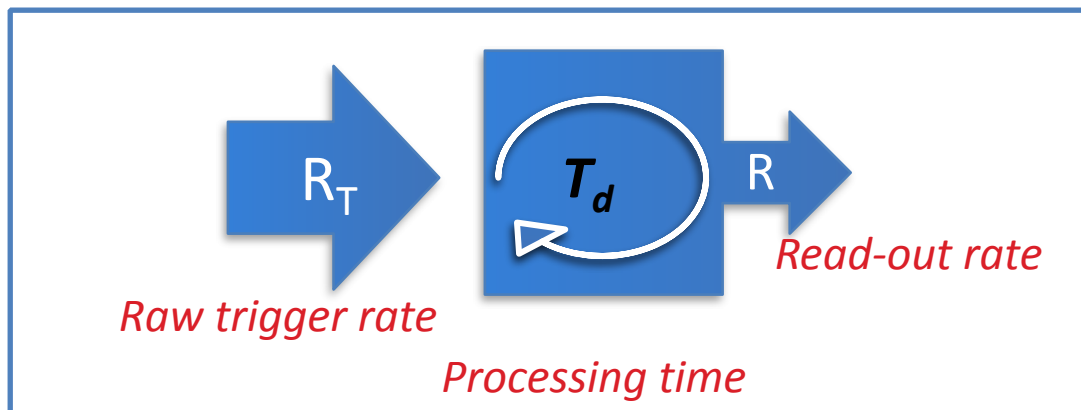 R_T
T_d
R
Read-out rate
Raw trigger rate
Processing time